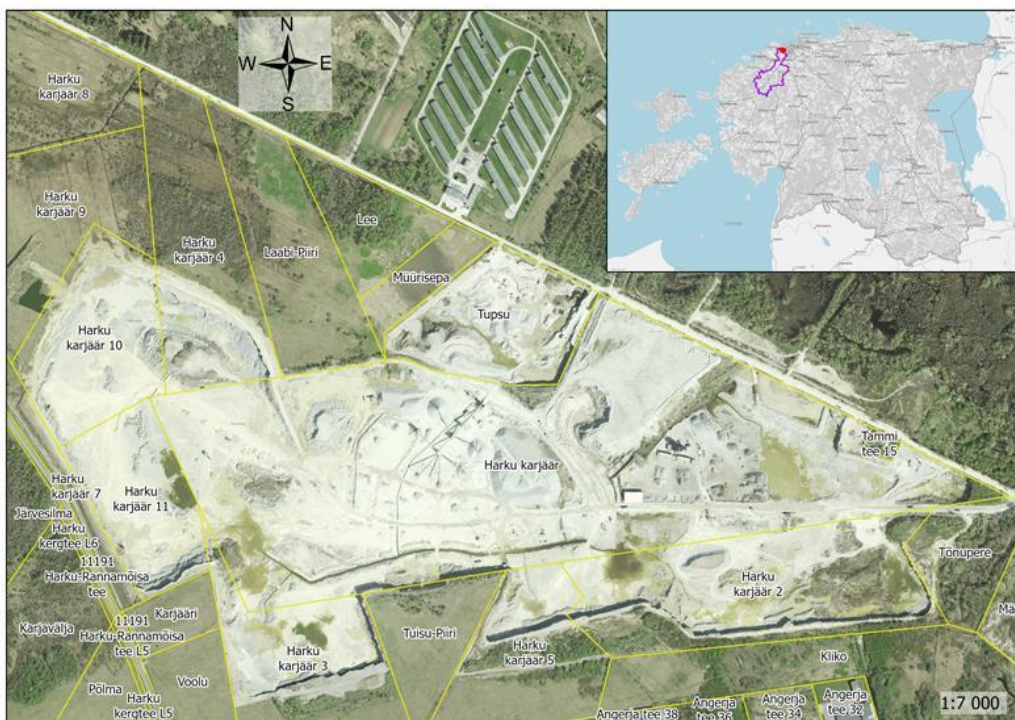 N
W E
S
Harku
karjäär 8
Harku
karjäär 9
Harku
karjäär 4
Laabi-Piiri
Lee
Müürisepa
Tupsu
Harku
karjäär 10
Harku karjäär
Tammi
tee 15
Harku
karjäär 7
Harku
karjäär 11
Järvesilma
Harku
kergtee L6
11191
Harku-Rannamõisa
tee
Tõnupere
Harku
karjäär 2
Karjääri
11191
Harku-Rannamõisa
tee L5
Karjavälja
Tuisu-Piiri
Harku
karjäär 3
Harku
karjäär 5
Kliko
Voolu
Põlma
Harku
kergtee L5
Angerja tee 38
Angerja
tee 36
Angerja
tee 34
Angerja
tee 32
1:7 000